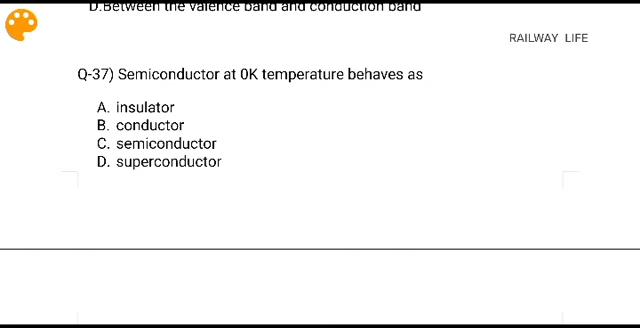 D.Between the valence band and conduction band
RAILWAY LIFE
Q-37) Semiconductor at 0K temperature behaves as
A. insulator
B. conductor
C. semiconductor
D. superconductor